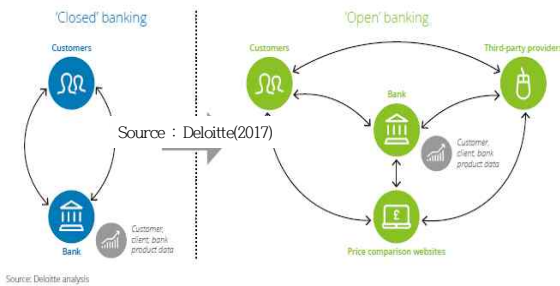 'Closed' banking
Customers
Bank
Customer,
client, bank
product data
Source : Deloitte(2017)
'Open' banking
Customers
Third-party providers
Bank
Customer,
client, bank
product data
£
Price comparison websites
Source: Deloitte analysis